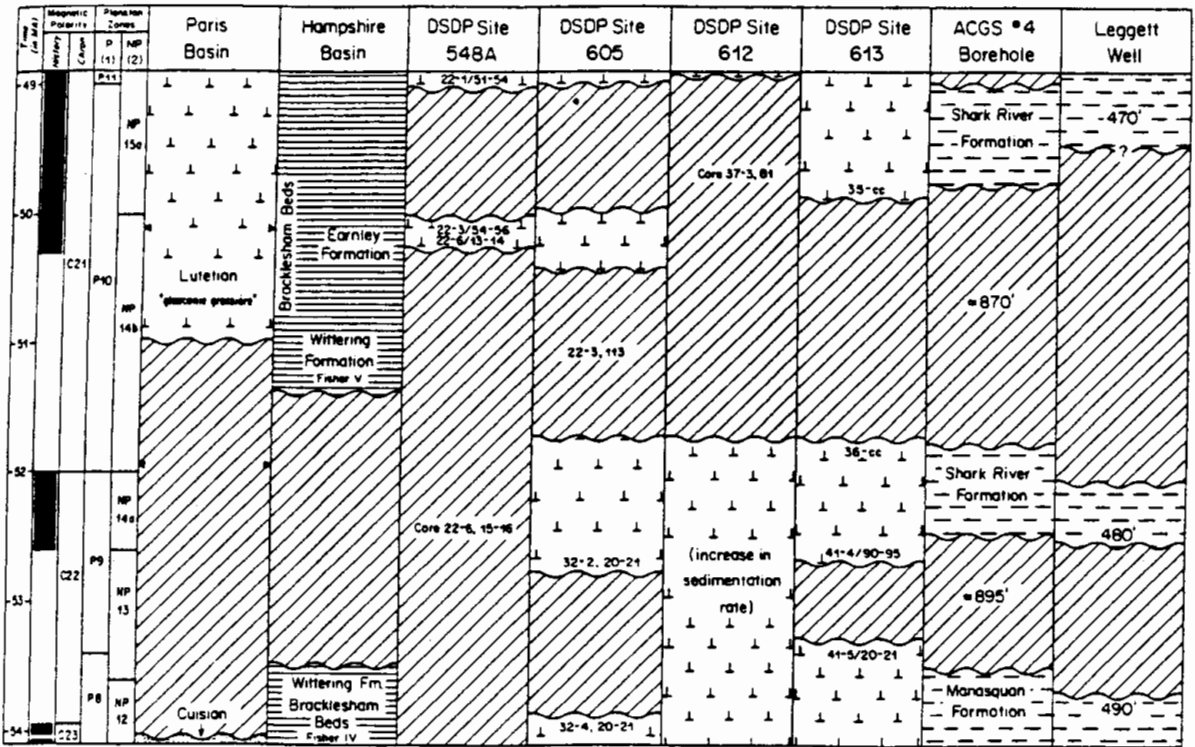 Time
(in Ma)
Magnetic
Polarity
History
Chron
Plankton
Zones
P
(1)
NP
(2)
Paris
Basin
Hampshire
Basin
DSDP Site
548A
DSDP Site
605
DSDP Site
612
DSDP Site
613
ACGS #4
Borehole
Leggett
Well
49
50
51
52
53
54
C21
C22
C23
P11
P10
P9
P8
NP
15a
NP
14b
NP
14a
NP
13
NP
12
Lutetian
Cuisian
Bracklesham Beds
Earnley
Formation
Wittering
Formation
Fisher V
Wittering Fm.
Bracklesham
Beds
Fisher IV
22-1/51-54
22-3/54-56
22-6/13-14
Core 22-6, 15-16
22-3, 113
32-2, 20-21
32-4, 20-21
Core 37-3, 81
(increase in
sedimentation
rate)
35-cc
36-cc
41-4/90-95
41-5/20-21
Shark River
Formation
≈870'
Shark River
Formation
≈895'
Manasquan
Formation
470'
?
480'
490'